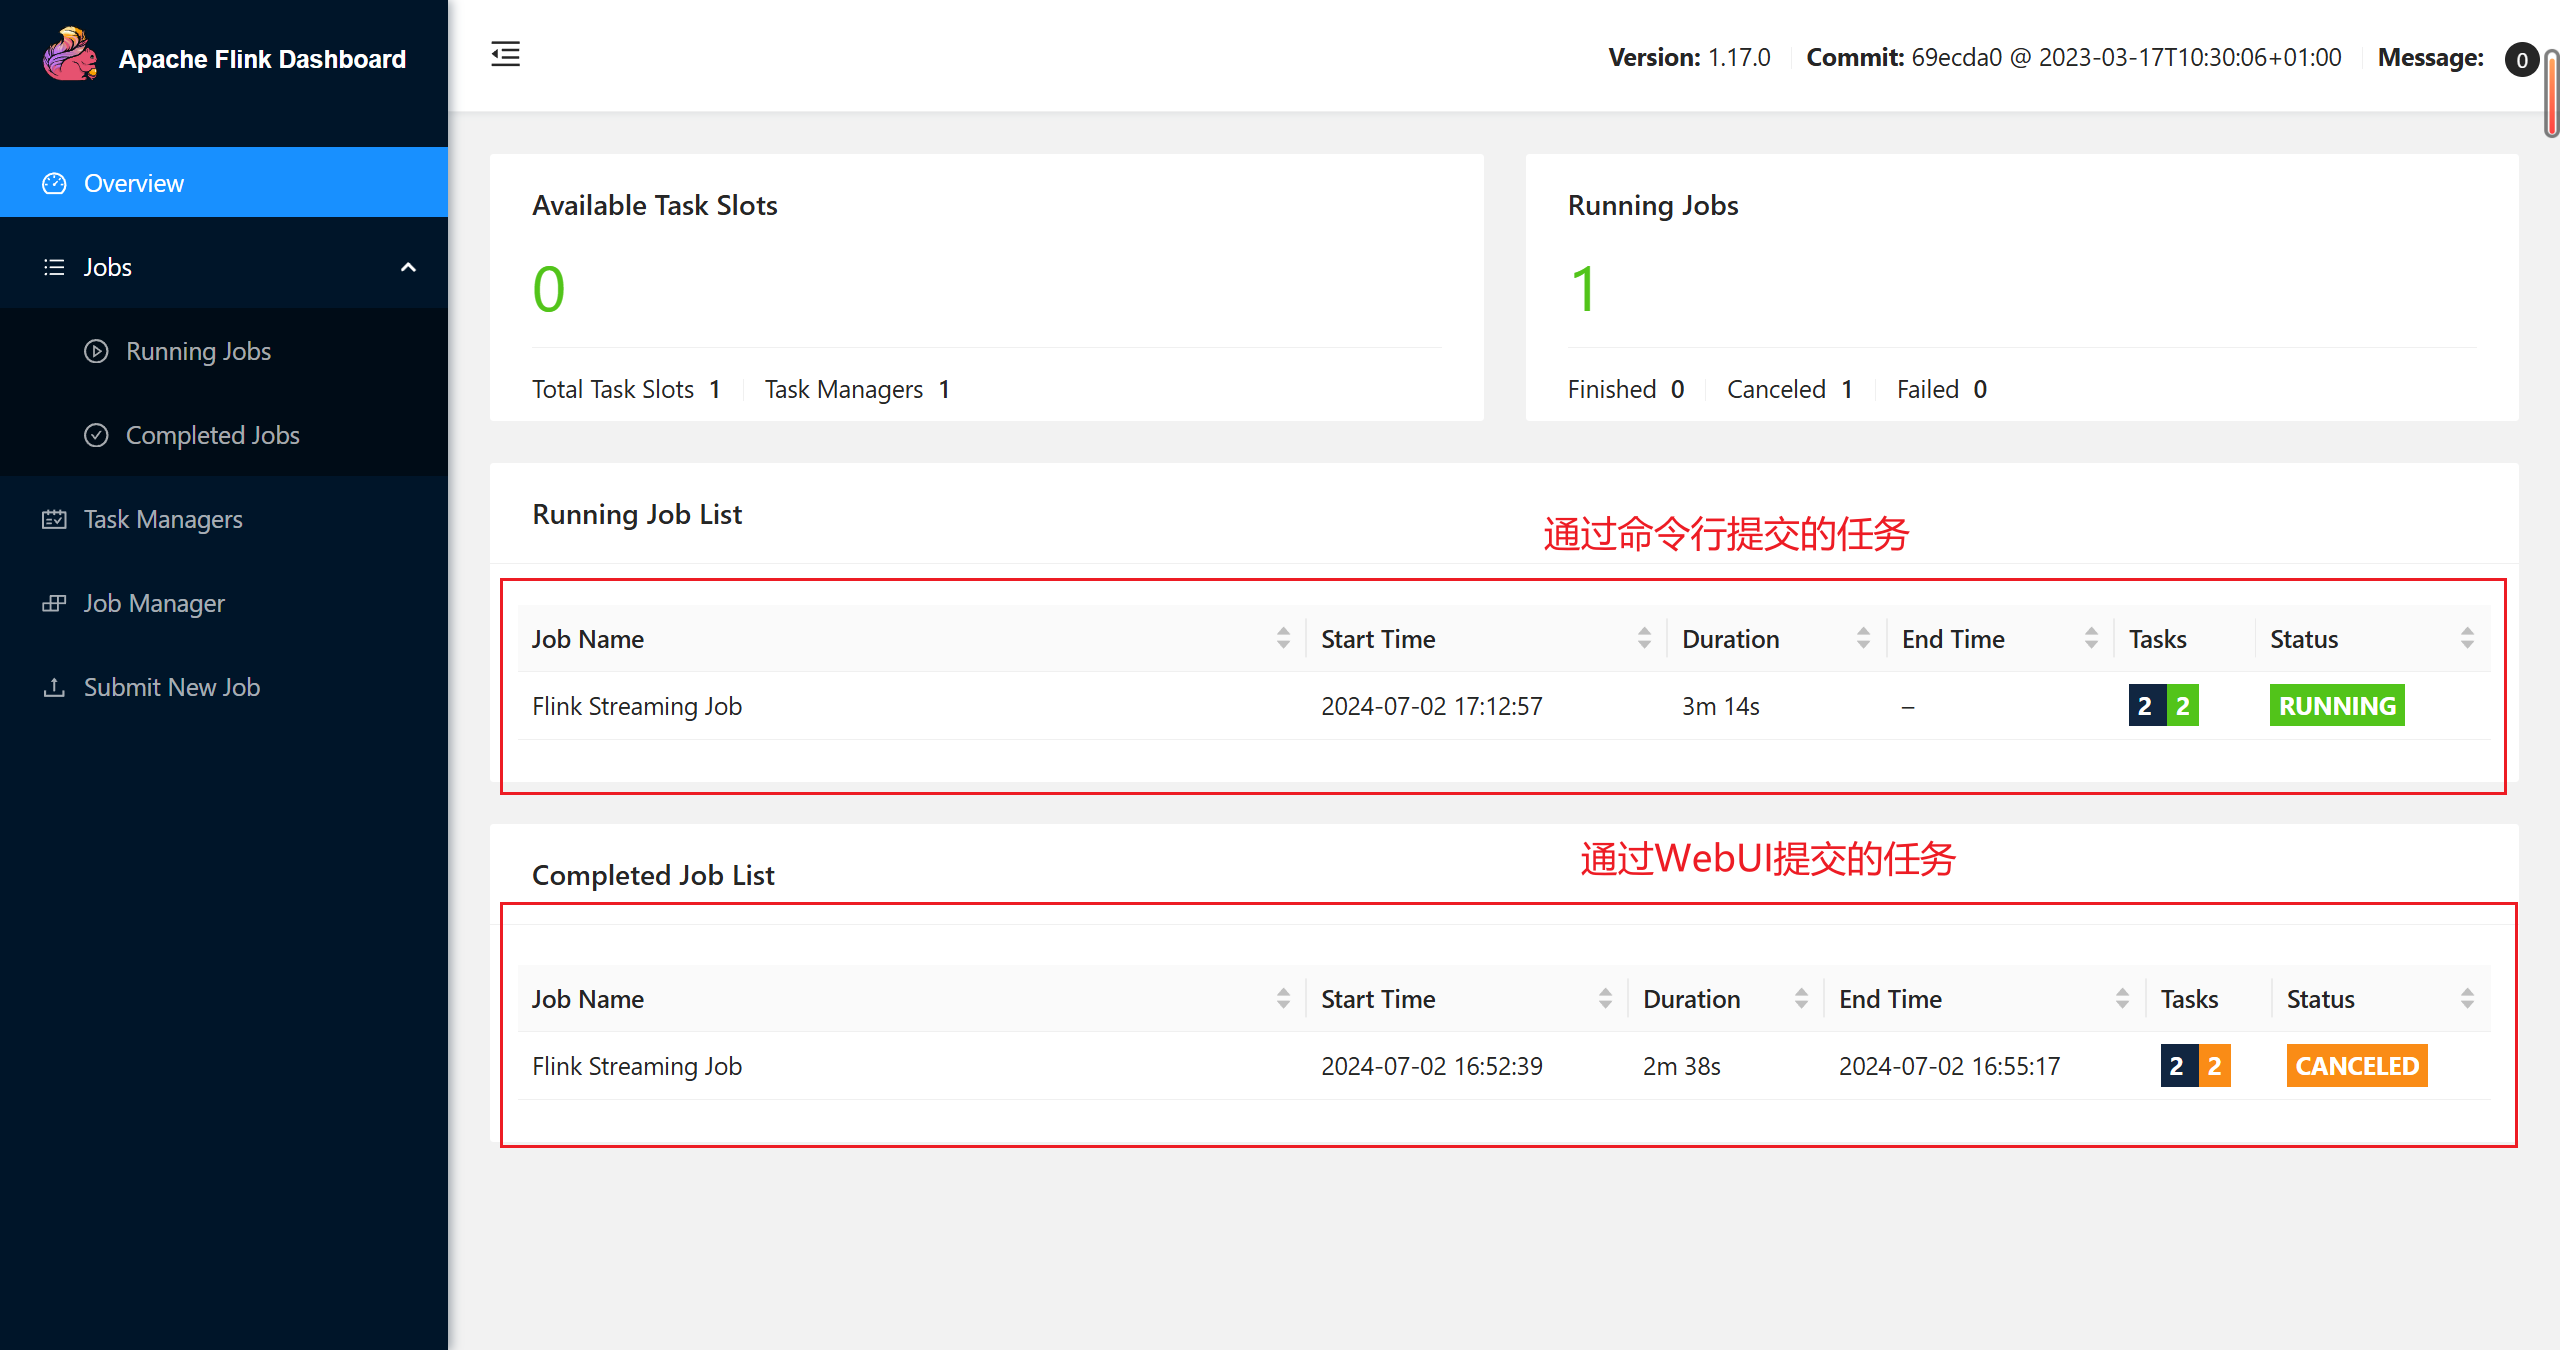 Apache Flink Dashboard
Version: 1.17.0 Commit: 69ecda0 @ 2023-03-17T10:30:06+01:00 Message: 0
Overview
Jobs
Running Jobs
Completed Jobs
Task Managers
Job Manager
Submit New Job
Available Task Slots
0
Total Task Slots 1 Task Managers 1
Running Jobs
1
Finished 0 Canceled 1 Failed 0
Running Job List
通过命令行提交的任务
Job Name Start Time Duration End Time Tasks Status
Flink Streaming Job 2024-07-02 17:12:57 3m 14s – 2 2 RUNNING
Completed Job List
通过WebUI提交的任务
Job Name Start Time Duration End Time Tasks Status
Flink Streaming Job 2024-07-02 16:52:39 2m 38s 2024-07-02 16:55:17 2 2 CANCELED